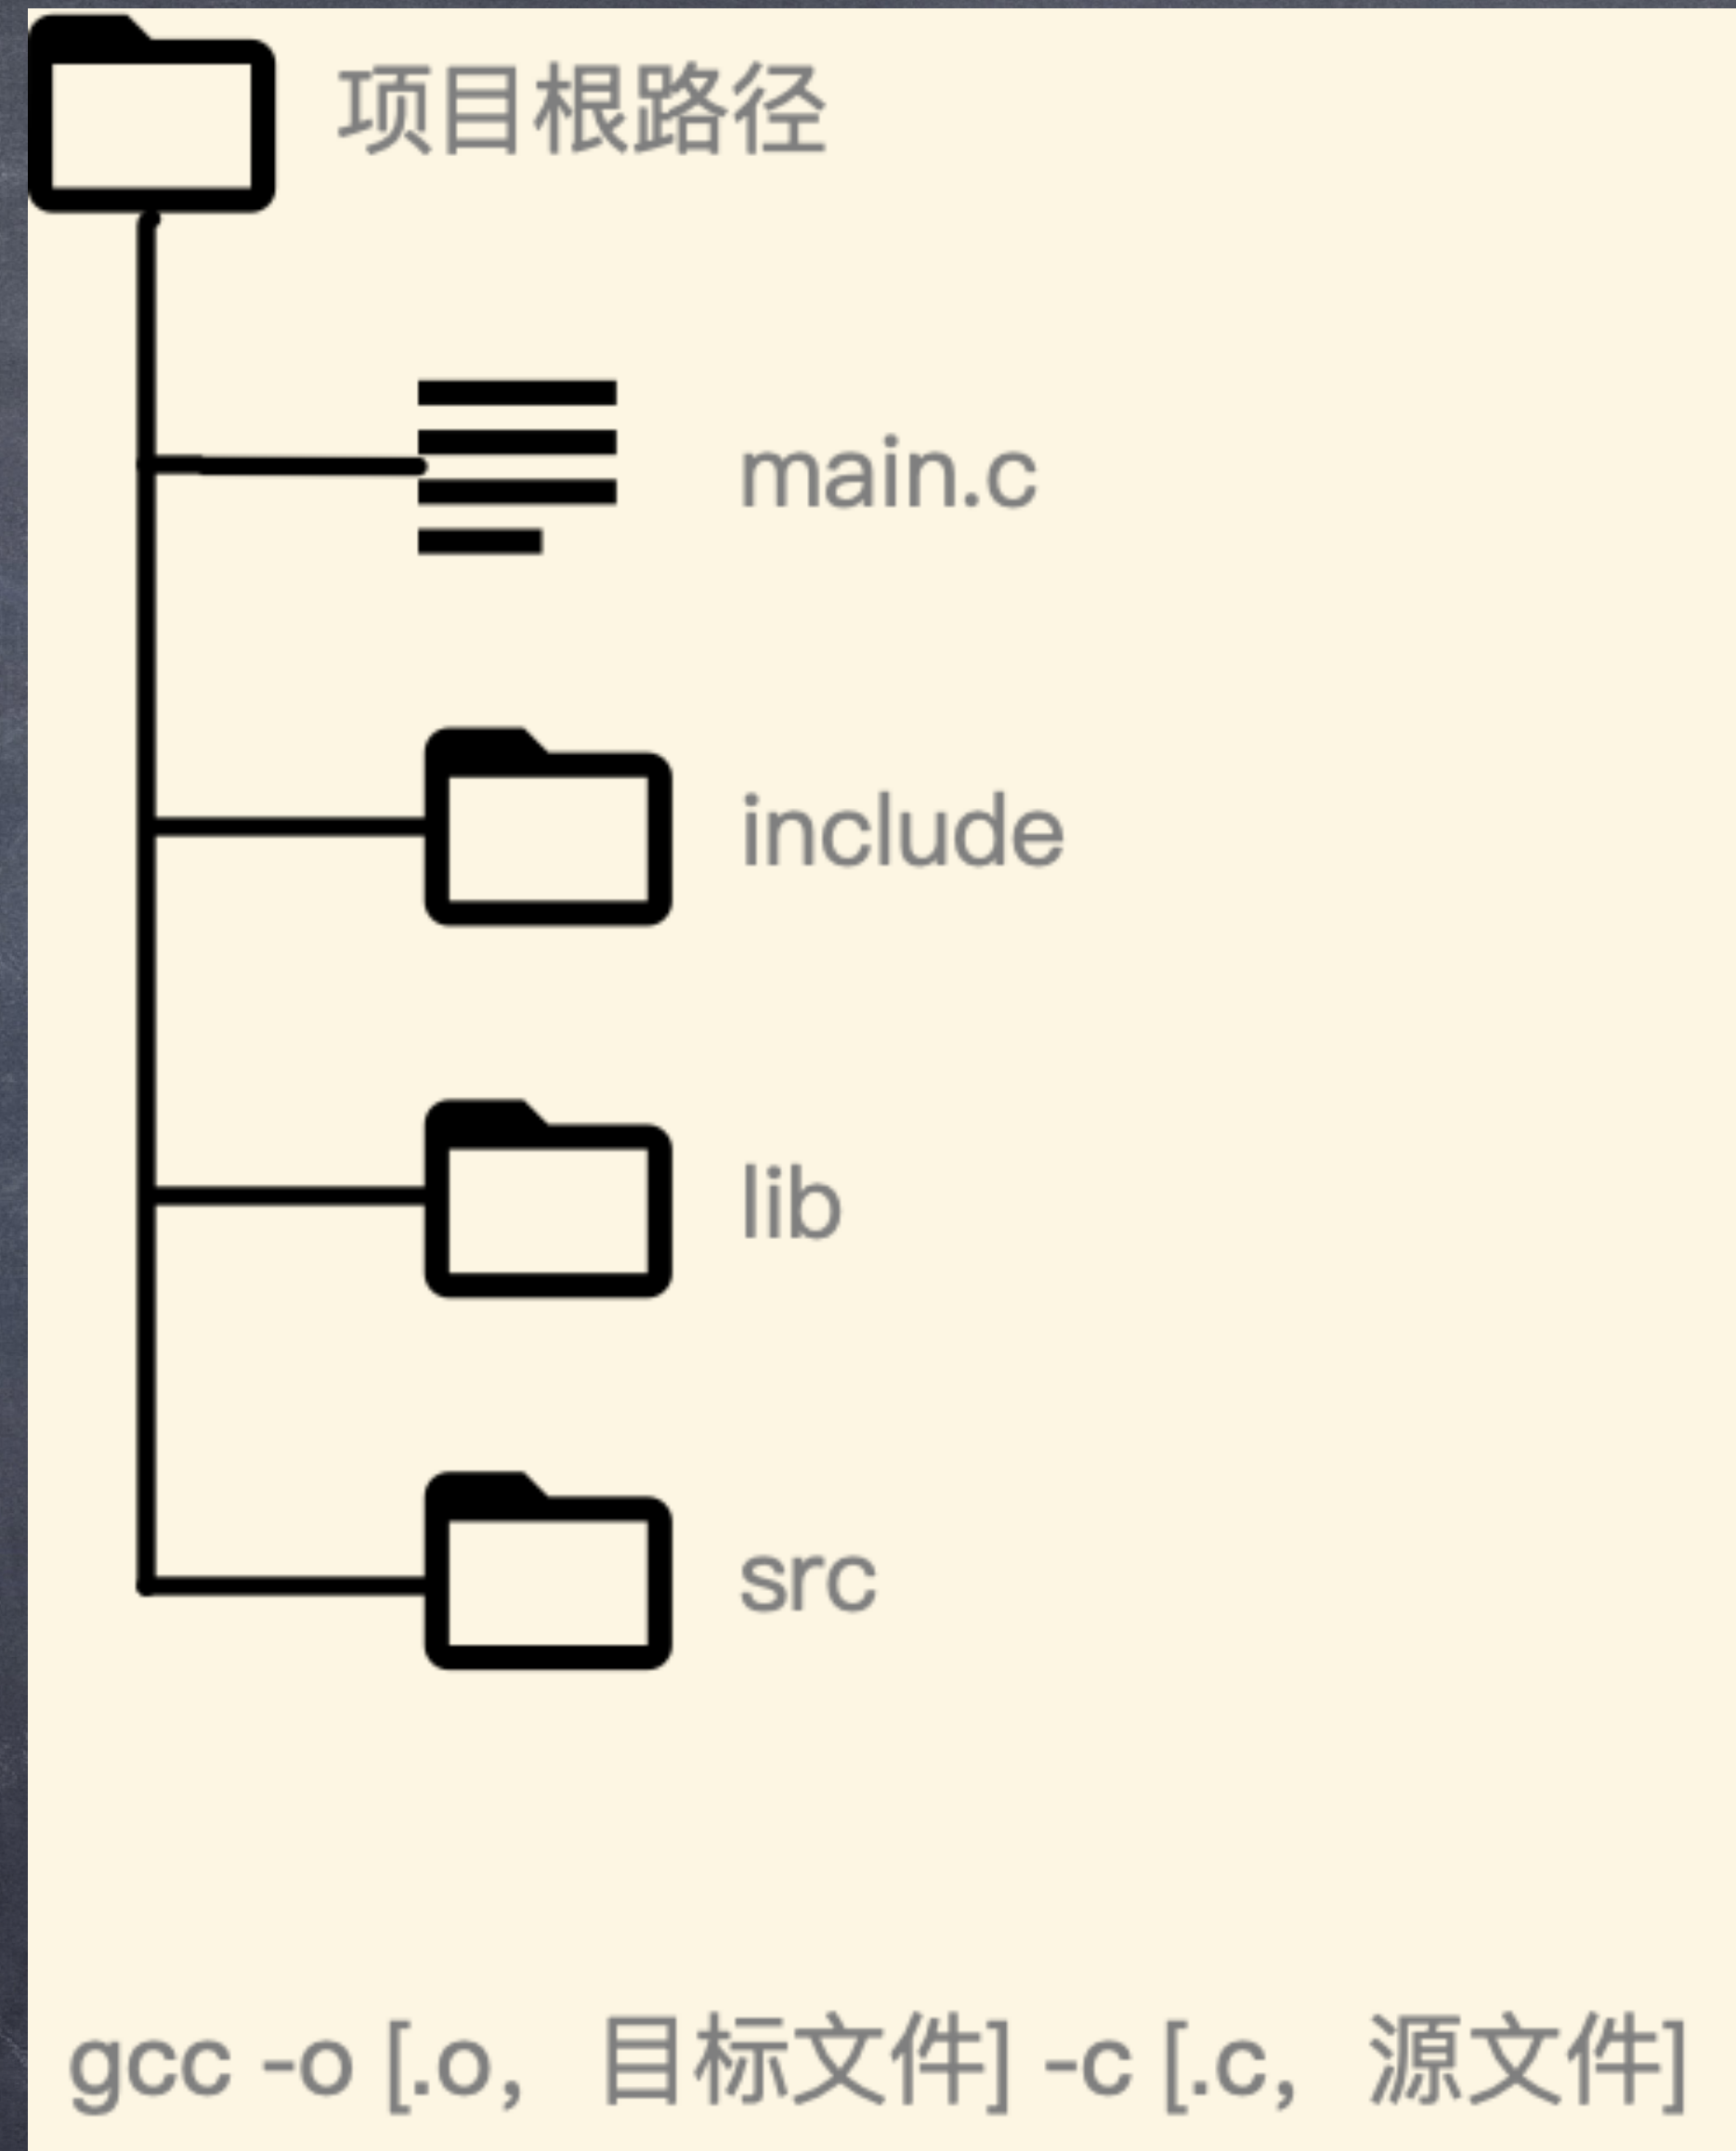 项目根路径
main.c
include
lib
src
gcc -o [.o，目标文件] -c [.c，源文件]